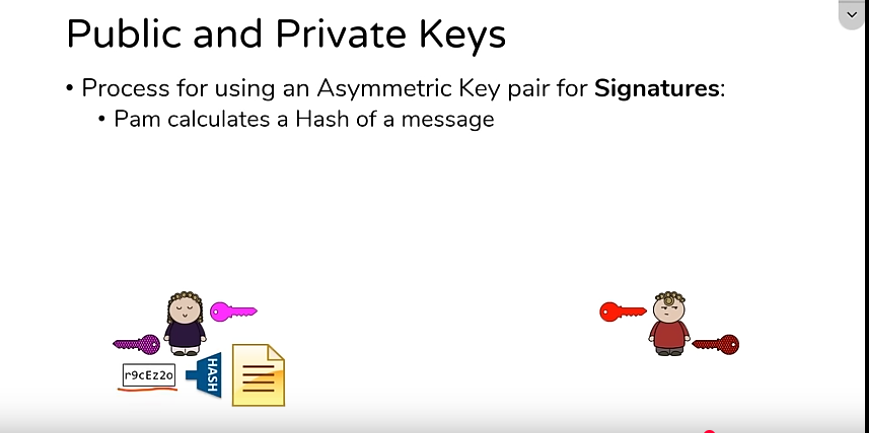 Public and Private Keys
• Process for using an Asymmetric Key pair for Signatures:
• Pam calculates a Hash of a message
r9cEz2o
HASH